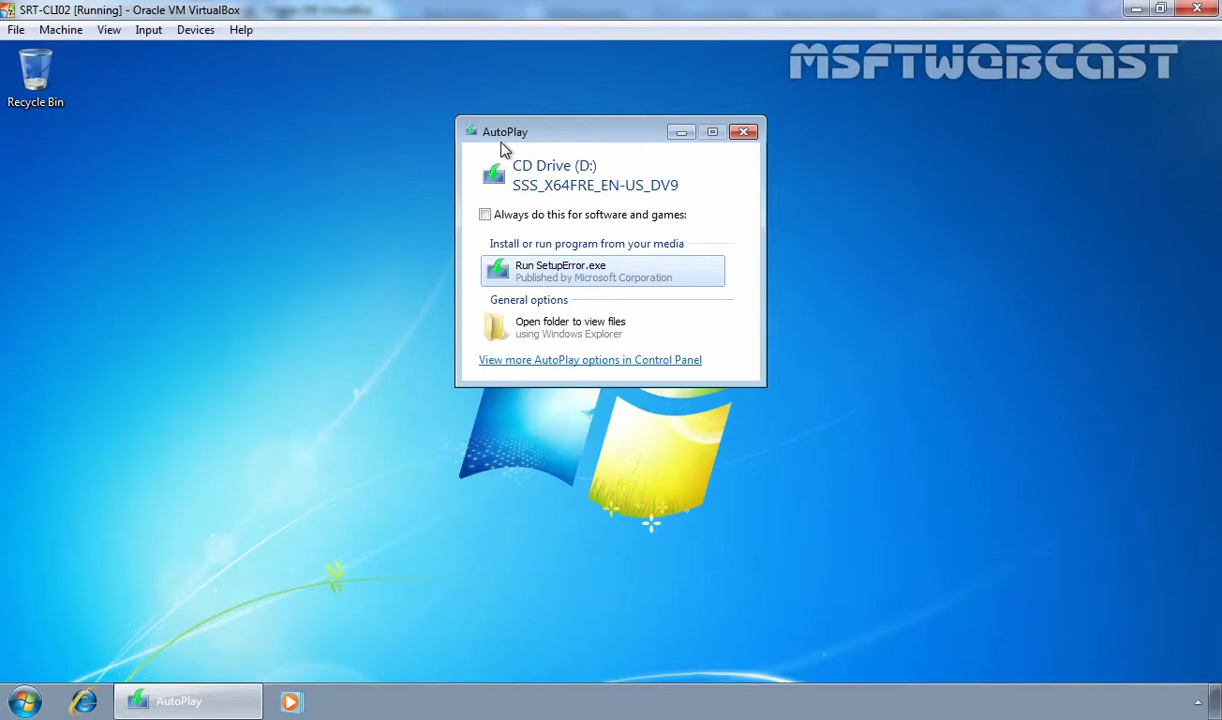 SRT-CLI02 [Running] - Oracle VM VirtualBox
File Machine View Input Devices Help
MSFTWEBCAST
Recycle Bin
AutoPlay
CD Drive (D:)
SSS_X64FRE_EN-US_DV9
Always do this for software and games:
Install or run program from your media
Run SetupError.exe
Published by Microsoft Corporation
General options
Open folder to view files
using Windows Explorer
View more AutoPlay options in Control Panel
AutoPlay